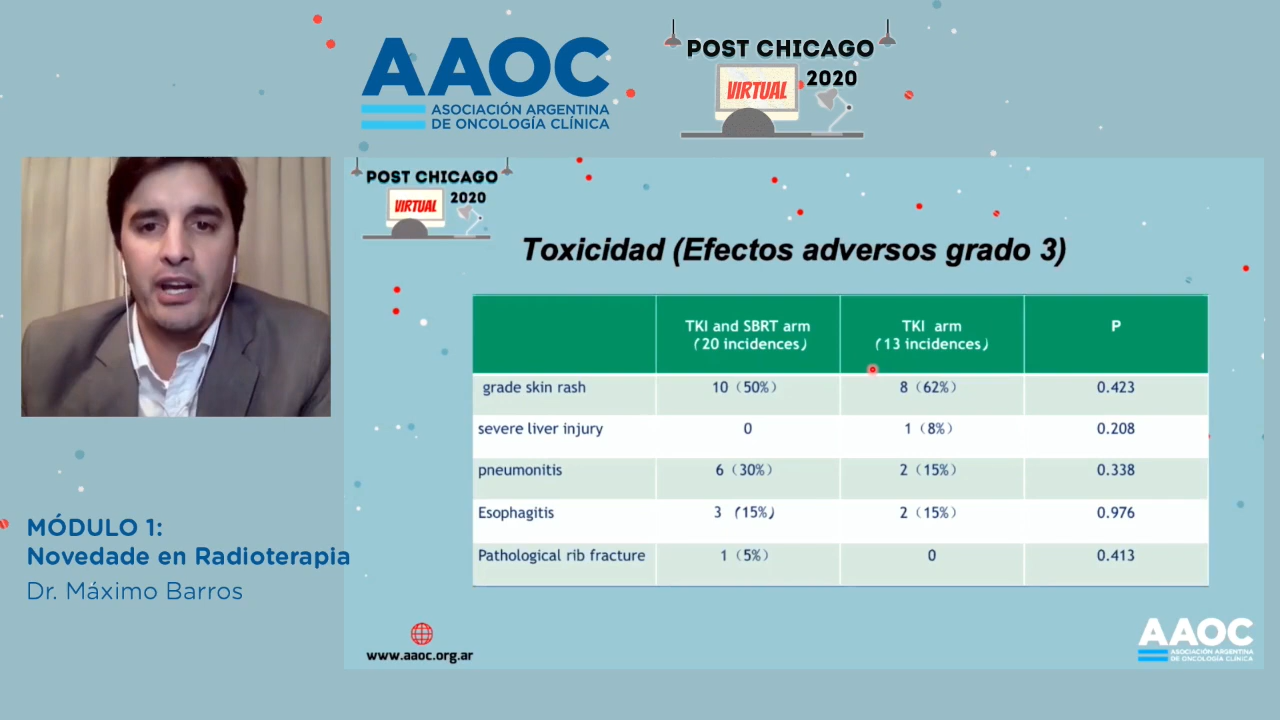 AAOC
ASOCIACIÓN ARGENTINA
DE ONCOLOGÍA CLÍNICA
POST CHICAGO
2020
VIRTUAL
POST CHICAGO
2020
VIRTUAL
Toxicidad (Efectos adversos grado 3)
TKI and SBRT arm
(20 incidences)
TKI arm
(13 incidences)
P
grade skin rash 10 (50%) 8 (62%) 0.423
severe liver injury 0 1 (8%) 0.208
pneumonitis 6 (30%) 2 (15%) 0.338
Esophagitis 3 (15%) 2 (15%) 0.976
Pathological rib fracture 1 (5%) 0 0.413
MÓDULO 1:
Novedade en Radioterapia
Dr. Máximo Barros
www.aaoc.org.ar
AAOC
ASOCIACIÓN ARGENTINA
DE ONCOLOGÍA CLÍNICA